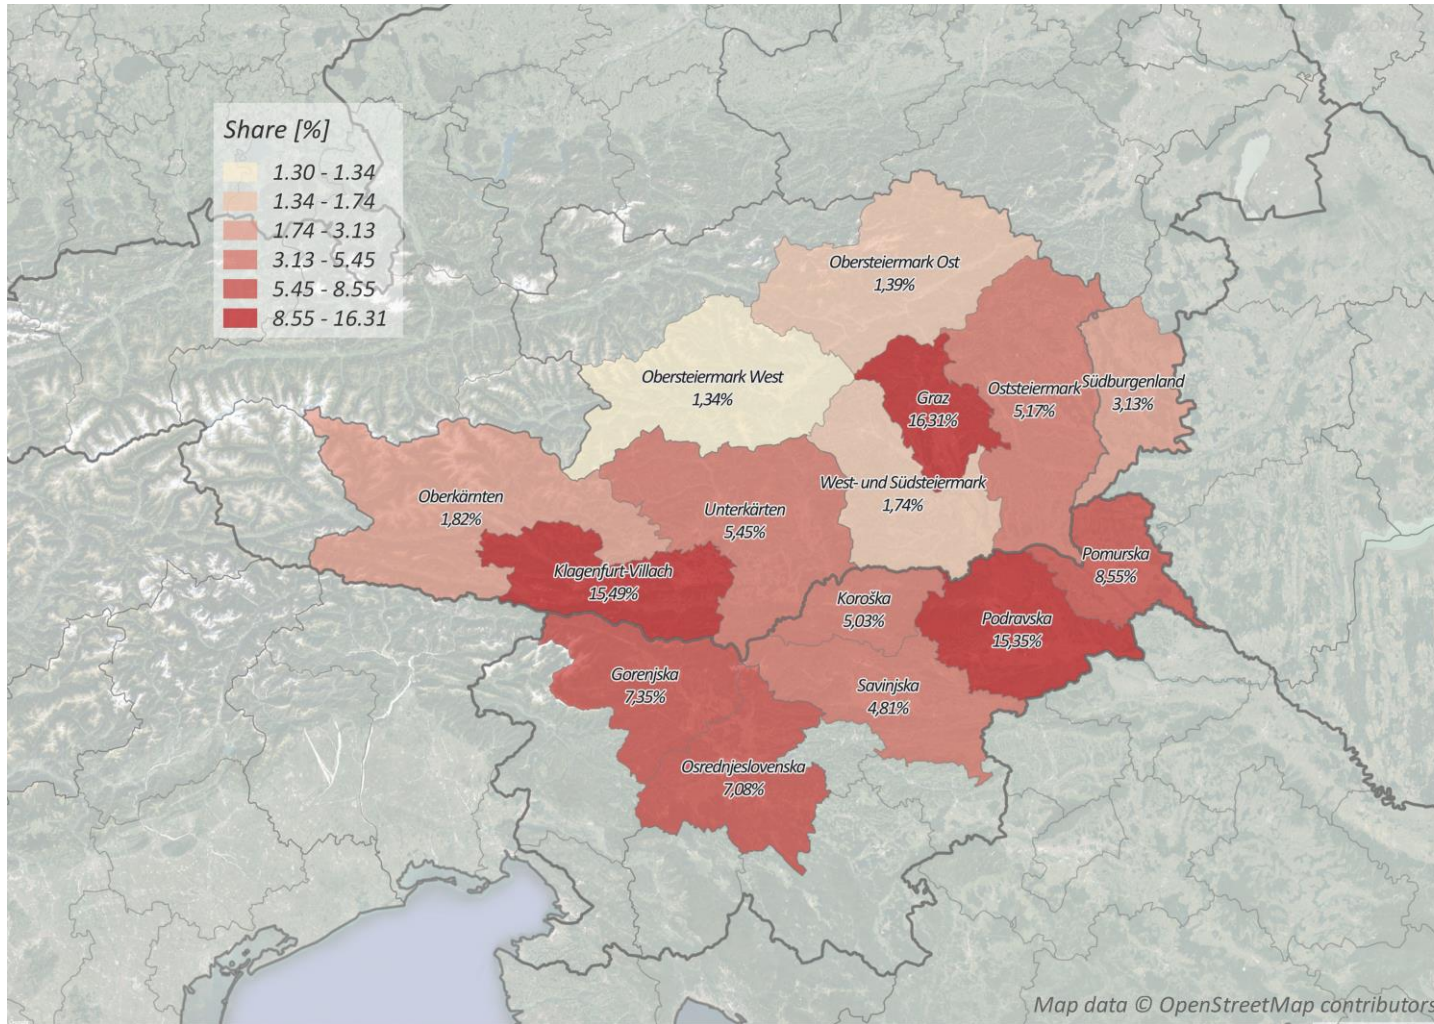 Share [%]
1.30 - 1.34
1.34 - 1.74
1.74 - 3.13
3.13 - 5.45
5.45 - 8.55
8.55 - 16.31
Obersteiermark Ost
1,39%
Obersteiermark West
1,34%
Graz
16,31%
Oststeiermark
5,17%
Südburgenland
3,13%
Oberkärnten
1,82%
Unterkärten
5,45%
West- und Südsteiermark
1,74%
Klagenfurt-Villach
15,49%
Pomurska
8,55%
Koroška
5,03%
Podravska
15,35%
Gorenjska
7,35%
Savinjska
4,81%
Osrednjeslovenska
7,08%
Map data © OpenStreetMap contributors